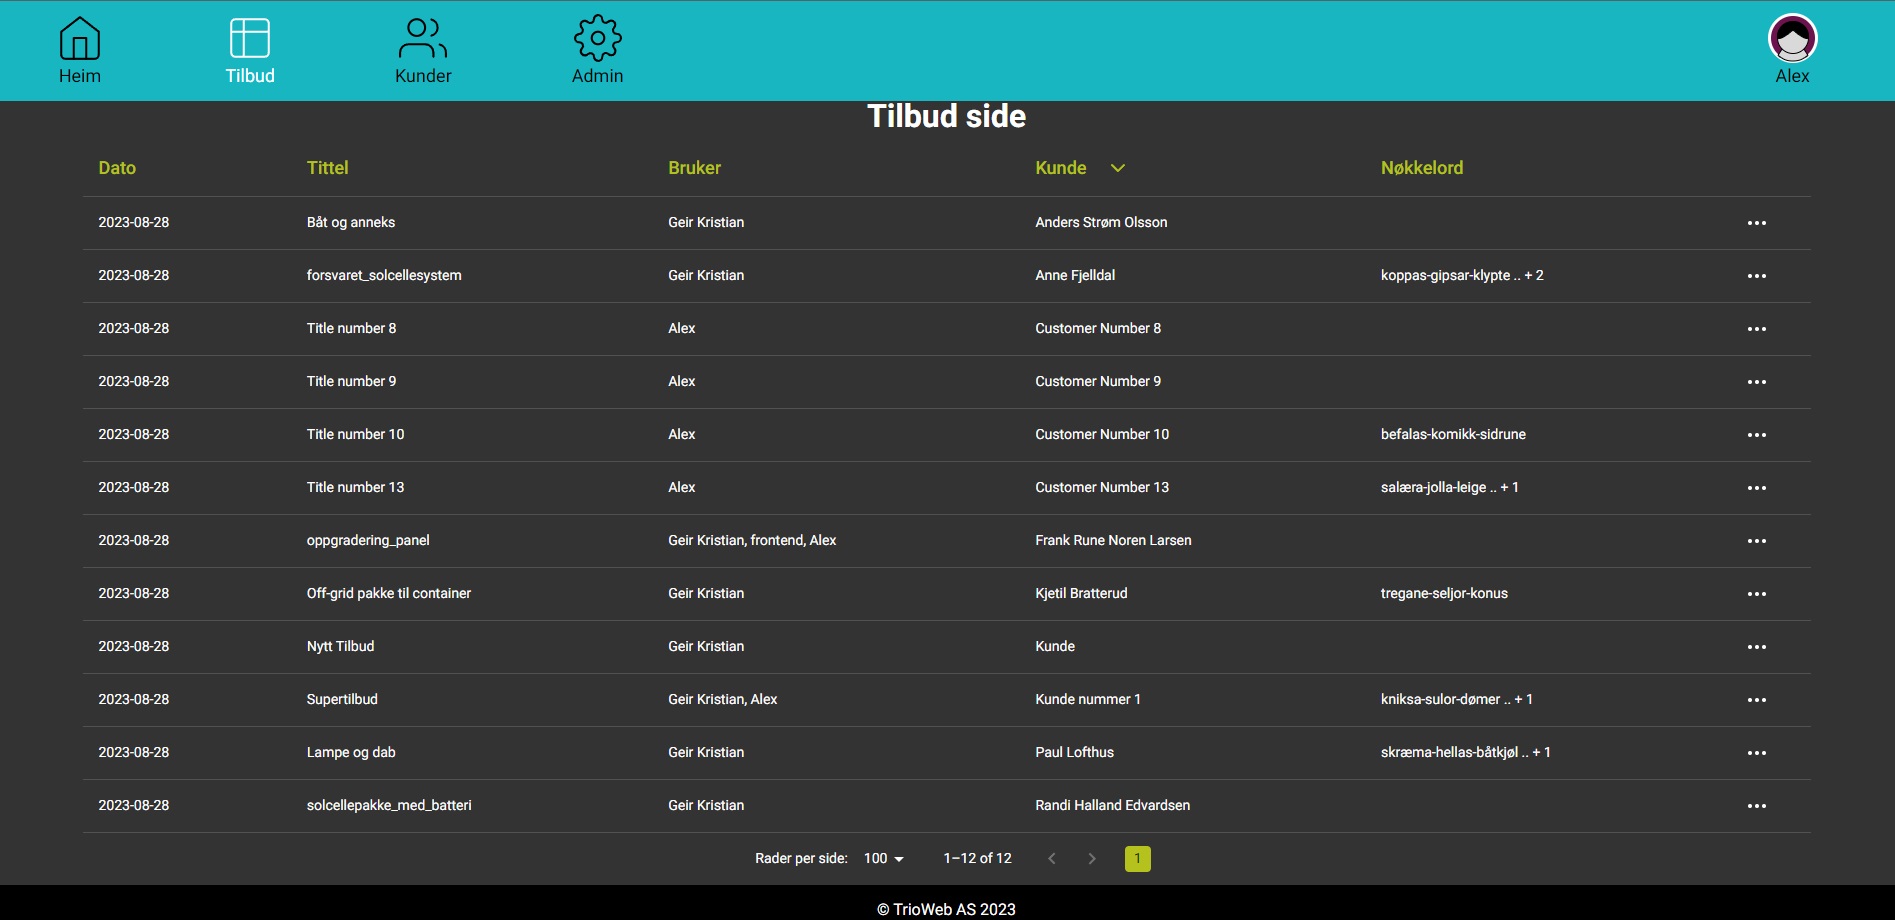 Heim Tilbud Kunder Admin Alex
Tilbud side
Dato Tittel Bruker Kunde Nøkkelord
2023-08-28 Båt og anneks Geir Kristian Anders Strøm Olsson
2023-08-28 forsvaret_solcellesystem Geir Kristian Anne Fjelldal koppas-gipsar-klypte .. + 2
2023-08-28 Title number 8 Alex Customer Number 8
2023-08-28 Title number 9 Alex Customer Number 9
2023-08-28 Title number 10 Alex Customer Number 10 befalas-komikk-sidrune
2023-08-28 Title number 13 Alex Customer Number 13 salæra-jolla-leige .. + 1
2023-08-28 oppgradering_panel Geir Kristian, frontend, Alex Frank Rune Noren Larsen
2023-08-28 Off-grid pakke til container Geir Kristian Kjetil Bratterud tregane-seljor-konus
2023-08-28 Nytt Tilbud Geir Kristian Kunde
2023-08-28 Supertilbud Geir Kristian, Alex Kunde nummer 1 kniksa-sulor-dømer .. + 1
2023-08-28 Lampe og dab Geir Kristian Paul Lofthus skræma-hellas-båtkjøl .. + 1
2023-08-28 solcellepakke_med_batteri Geir Kristian Randi Halland Edvardsen
Rader per side: 100 1–12 of 12 1
© TrioWeb AS 2023